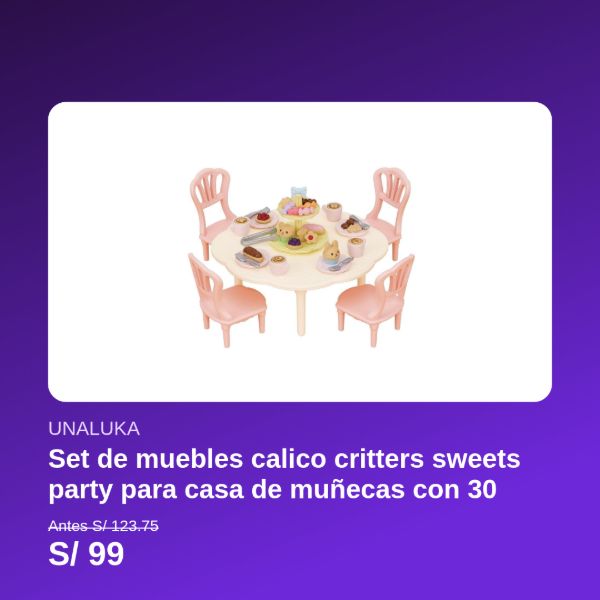 UNALUKA
Set de muebles calico critters sweets
party para casa de muñecas con 30
Antes S/ 123.75
S/ 99